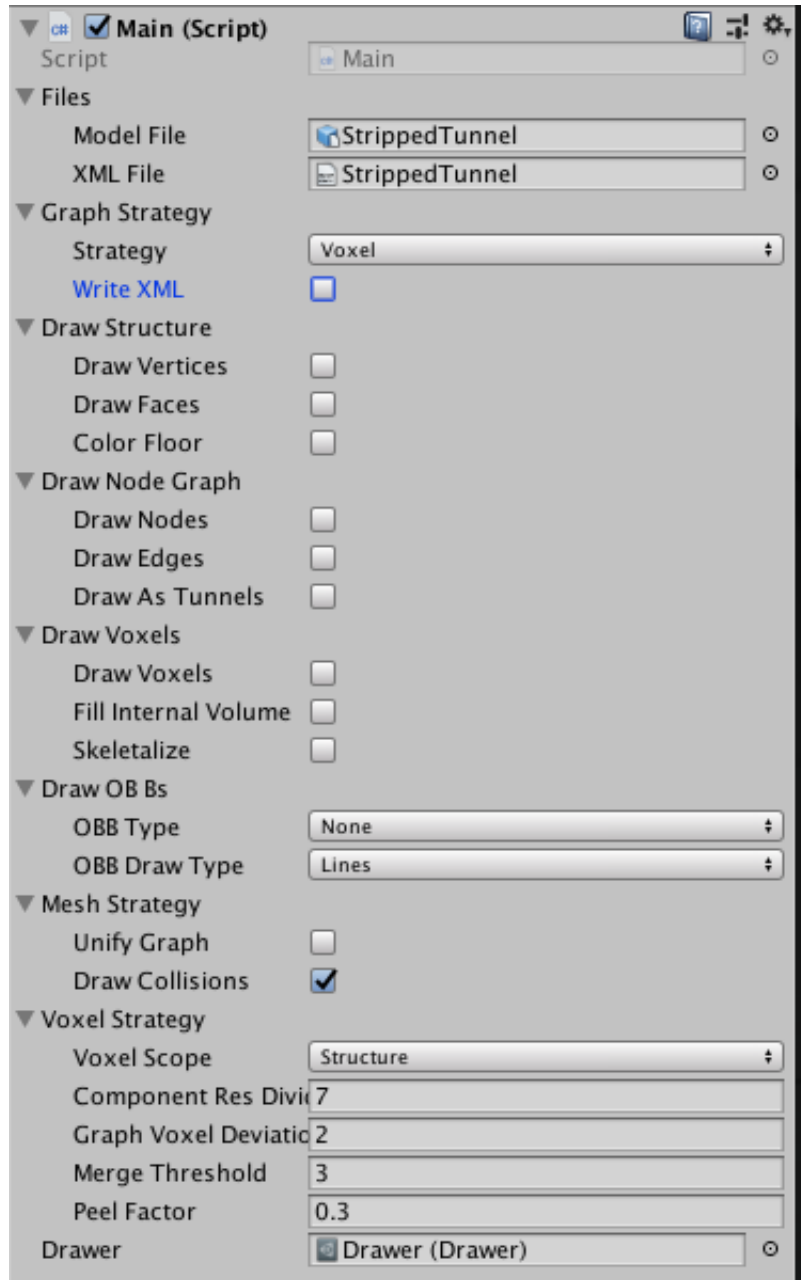 c# Main (Script)
Script Main
Files
Model File StrippedTunnel
XML File StrippedTunnel
Graph Strategy
Strategy Voxel
Write XML
Draw Structure
Draw Vertices
Draw Faces
Color Floor
Draw Node Graph
Draw Nodes
Draw Edges
Draw As Tunnels
Draw Voxels
Draw Voxels
Fill Internal Volume
Skeletalize
Draw OB Bs
OBB Type None
OBB Draw Type Lines
Mesh Strategy
Unify Graph
Draw Collisions
Voxel Strategy
Voxel Scope Structure
Component Res Divi 7
Graph Voxel Deviatio 2
Merge Threshold 3
Peel Factor 0.3
Drawer Drawer (Drawer)